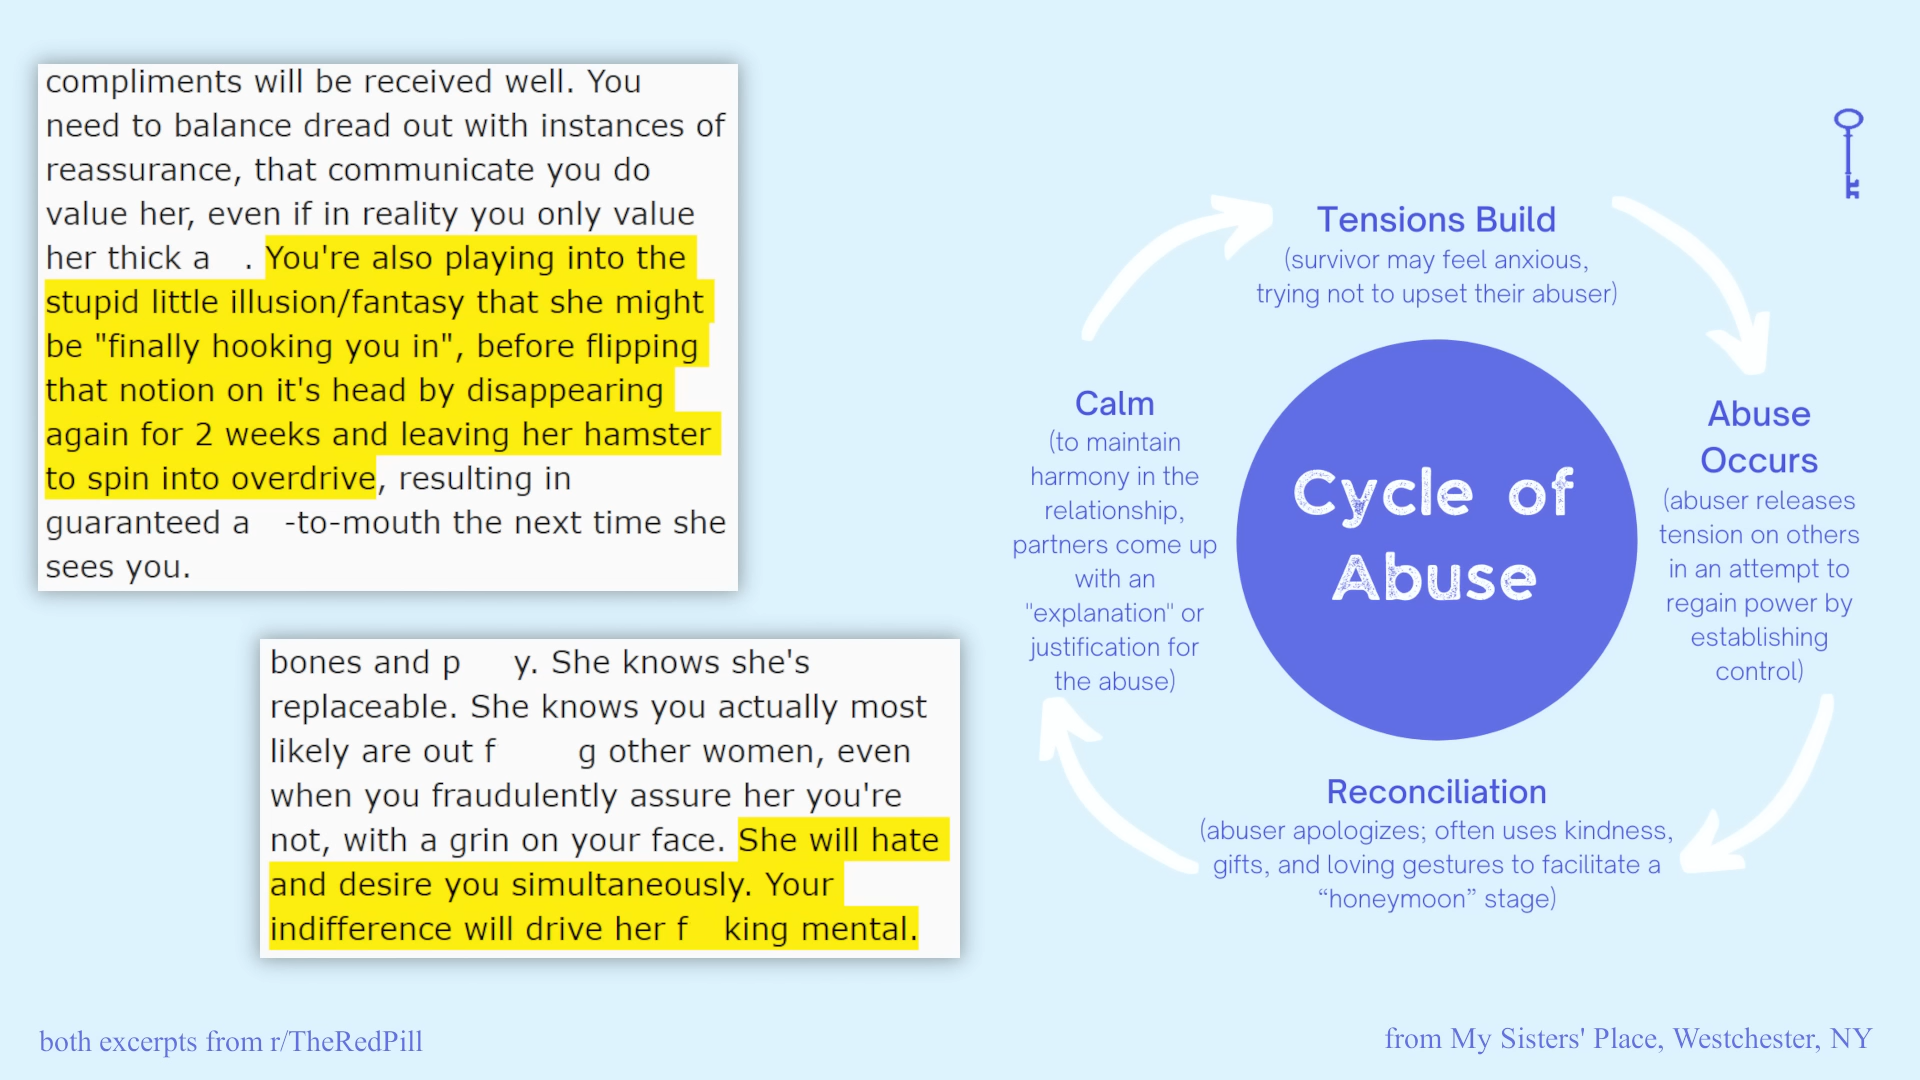 compliments will be received well. You
need to balance dread out with instances of
reassurance, that communicate you do
value her, even if in reality you only value
her thick a   . You're also playing into the
stupid little illusion/fantasy that she might
be "finally hooking you in", before flipping
that notion on it's head by disappearing
again for 2 weeks and leaving her hamster
to spin into overdrive, resulting in
guaranteed a   -to-mouth the next time she
sees you.
bones and p     y. She knows she's
replaceable. She knows you actually most
likely are out f       g other women, even
when you fraudulently assure her you're
not, with a grin on your face. She will hate
and desire you simultaneously. Your
indifference will drive her f   king mental.
both excerpts from r/TheRedPill
Tensions Build
(survivor may feel anxious,
trying not to upset their abuser)
Abuse
Occurs
(abuser releases
tension on others
in an attempt to
regain power by
establishing
control)
Reconciliation
(abuser apologizes; often uses kindness,
gifts, and loving gestures to facilitate a
“honeymoon” stage)
Calm
(to maintain
harmony in the
relationship,
partners come up
with an
"explanation" or
justification for
the abuse)
Cycle of
Abuse
from My Sisters' Place, Westchester, NY